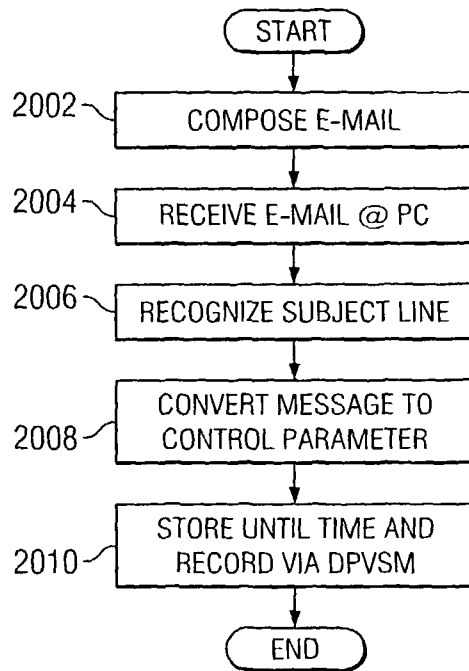 START
2002
COMPOSE E-MAIL
2004
RECEIVE E-MAIL @ PC
2006
RECOGNIZE SUBJECT LINE
2008
CONVERT MESSAGE TO
CONTROL PARAMETER
2010
STORE UNTIL TIME AND
RECORD VIA DPVSM
END